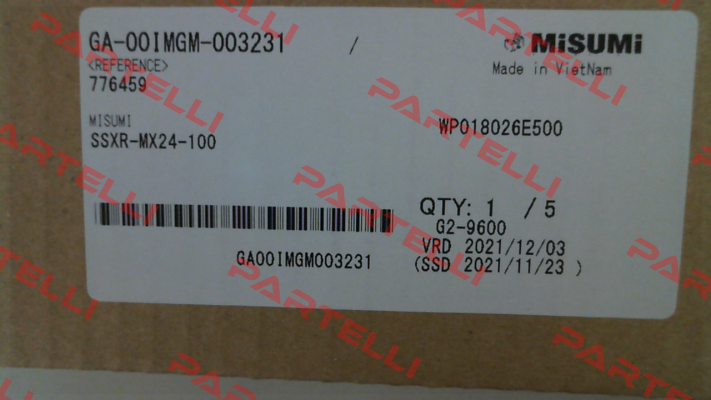 GA-00IMGM-003231 /
MiSUMi
<REFERENCE>
Made in VietNam
776459
MISUMI
WP018026E500
SSXR-MX24-100
QTY: 1 / 5
G2-9600
VRD 2021/12/03
GA00IMGM003231
(SSD 2021/11/23 )
PARTELLI
PARTELLI
PARTELLI
PARTELLI
PARTELLI
PARTELLI
PARTELLI